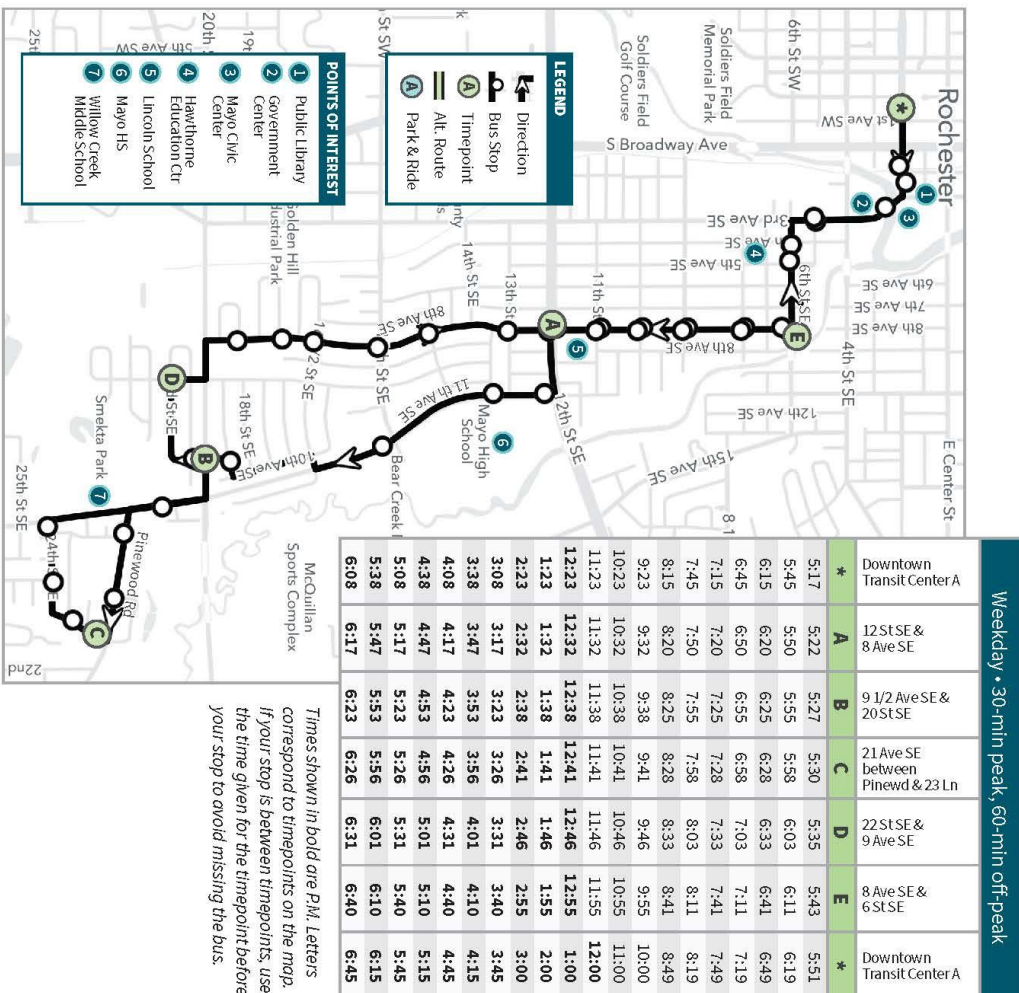 Rochester
6th St SW
Soldiers Field
Memorial Park
Soldiers Field
Golf Course
1st Ave SW
S Broadway Ave
3rd Ave SE
5th Ave SE
6th St SE
6th Ave SE
7th Ave SE
8th Ave SE
4th St SE
12th Ave SE
E Center St
15th Ave SE
8th Ave SE
11th
12th St SE
13th St
14th St SE
8th Ave SE
11th Ave SE
Mayo High
School
Bear Creek
10th Ave SE
18th St SE
Smekta Park
25th St SE
24th
Pinewood Rd
22nd
McQuillan
Sports Complex
Golden Hill
Industrial Park
20th
19t
25th
5th Ave SW
*
A
B
C
D
E
LEGEND
Direction
Bus Stop
A Timepoint
Alt. Route
A Park & Ride
POINTS OF INTEREST
1 Public Library
2 Government
Center
3 Mayo Civic
Center
4 Hawthorne
Education Ctr
5 Lincoln School
6 Mayo HS
7 Willow Creek
Middle School
Weekday • 30-min peak, 60-min off-peak
Downtown
Transit Center A
12 St SE &
8 Ave SE
9 1/2 Ave SE &
20 St SE
21 Ave SE
between
Pinewd & 23 Ln
22 St SE &
9 Ave SE
8 Ave SE &
6 St SE
Downtown
Transit Center A
* A B C D E *
5:17 5:22 5:27 5:30 5:35 5:43 5:51
5:45 5:50 5:55 5:58 6:03 6:11 6:19
6:15 6:20 6:25 6:28 6:33 6:41 6:49
6:45 6:50 6:55 6:58 7:03 7:11 7:19
7:15 7:20 7:25 7:28 7:33 7:41 7:49
7:45 7:50 7:55 7:58 8:03 8:11 8:19
8:15 8:20 8:25 8:28 8:33 8:41 8:49
9:23 9:32 9:38 9:41 9:46 9:55 10:00
10:23 10:32 10:38 10:41 10:46 10:55 11:00
11:23 11:32 11:38 11:41 11:46 11:55 12:00
12:23 12:32 12:38 12:41 12:46 12:55 1:00
1:23 1:32 1:38 1:41 1:46 1:55 2:00
2:23 2:32 2:38 2:41 2:46 2:55 3:00
3:08 3:17 3:23 3:26 3:31 3:40 3:45
3:38 3:47 3:53 3:56 4:01 4:10 4:15
4:08 4:17 4:23 4:26 4:31 4:40 4:45
4:38 4:47 4:53 4:56 5:01 5:10 5:15
5:08 5:17 5:23 5:26 5:31 5:40 5:45
5:38 5:47 5:53 5:56 6:01 6:10 6:15
6:08 6:17 6:23 6:26 6:31 6:40 6:45
Times shown in bold are P.M. Letters
correspond to timepoints on the map.
If your stop is between timepoints, use
the time given for the timepoint before
your stop to avoid missing the bus.